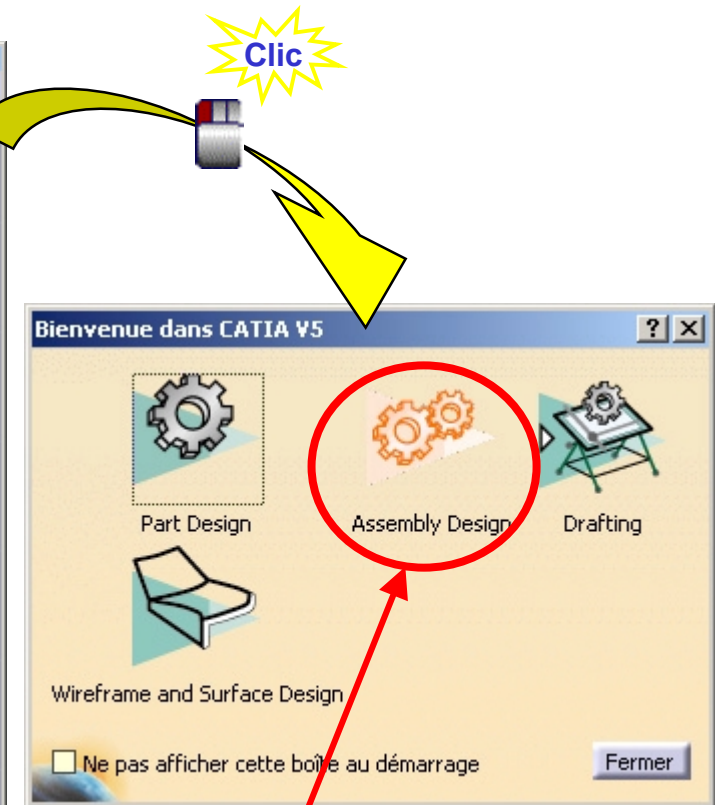 Clic
Bienvenue dans CATIA V5
Part Design
Assembly Design
Drafting
Wireframe and Surface Design
Ne pas afficher cette boîte au démarrage
Fermer